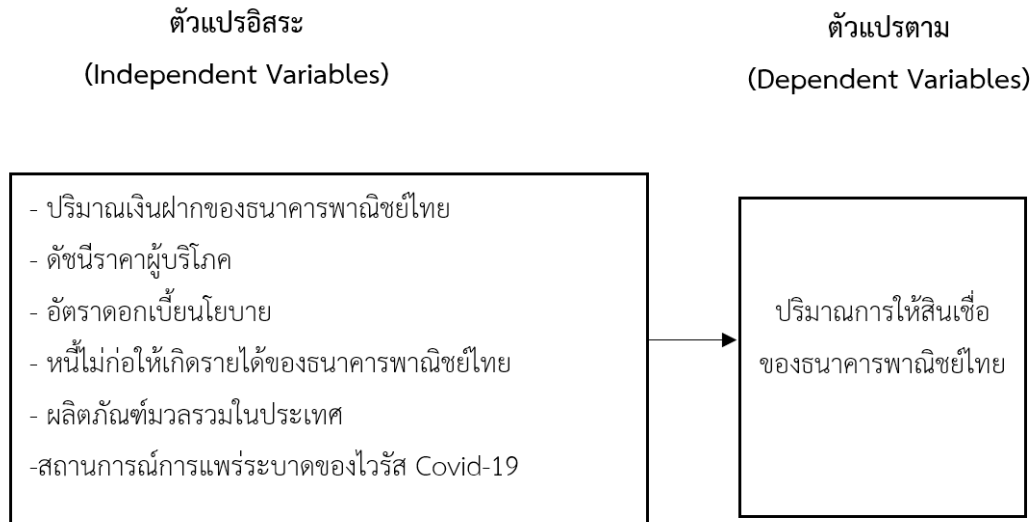 ตัวแปรอิสระ
(Independent Variables)
ตัวแปรตาม
(Dependent Variables)
- ปริมาณเงินฝากของธนาคารพาณิชย์ไทย
- ดัชนีราคาผู้บริโภค
- อัตราดอกเบี้ยนโยบาย
- หนี้ไม่ก่อให้เกิดรายได้ของธนาคารพาณิชย์ไทย
- ผลิตภัณฑ์มวลรวมในประเทศ
-สถานการณ์การแพร่ระบาดของไวรัส Covid-19
ปริมาณการให้สินเชื่อ
ของธนาคารพาณิชย์ไทย